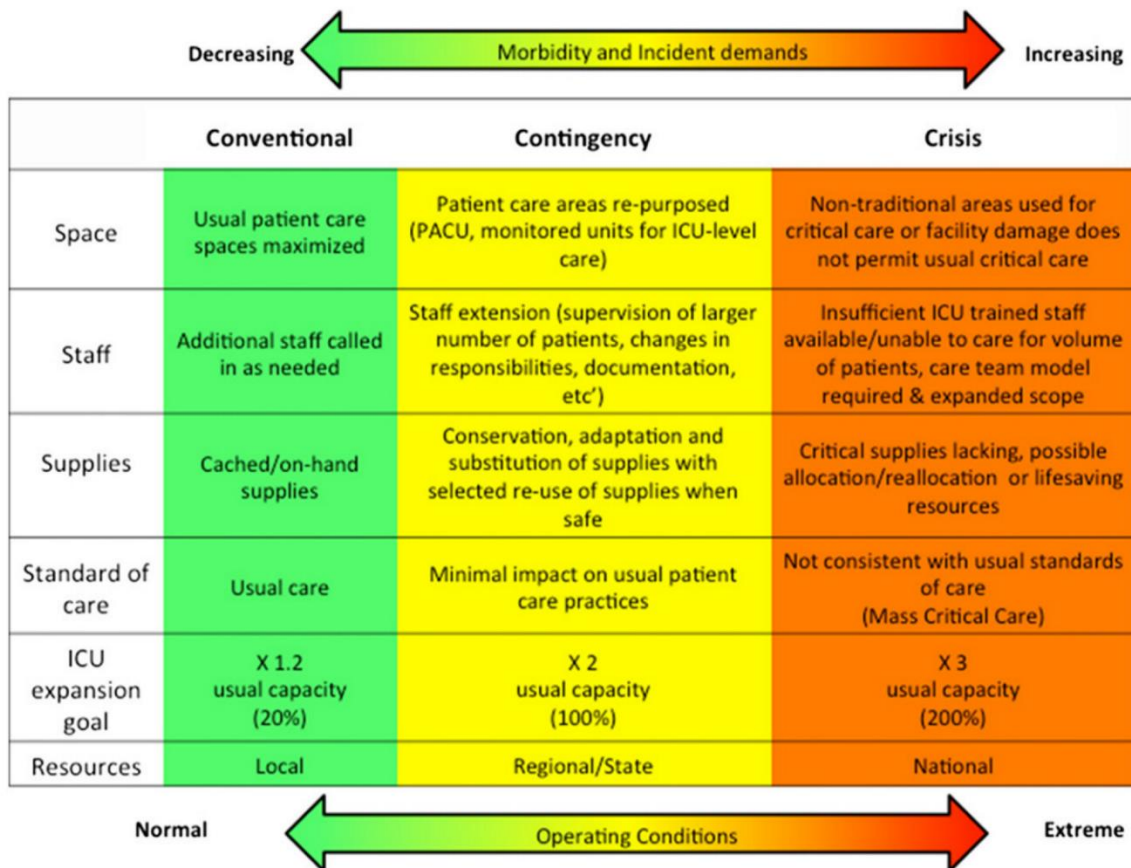 Decreasing Morbidity and Incident demands Increasing
Conventional Contingency Crisis
Space
Usual patient care
spaces maximized
Patient care areas re-purposed
(PACU, monitored units for ICU-level
care)
Non-traditional areas used for
critical care or facility damage does
not permit usual critical care
Staff
Additional staff called
in as needed
Staff extension (supervision of larger
number of patients, changes in
responsibilities, documentation,
etc’)
Insufficient ICU trained staff
available/unable to care for volume
of patients, care team model
required & expanded scope
Supplies
Cached/on-hand
supplies
Conservation, adaptation and
substitution of supplies with
selected re-use of supplies when
safe
Critical supplies lacking, possible
allocation/reallocation or lifesaving
resources
Standard of
care
Usual care
Minimal impact on usual patient
care practices
Not consistent with usual standards
of care
(Mass Critical Care)
ICU
expansion
goal
X 1.2
usual capacity
(20%)
X 2
usual capacity
(100%)
X 3
usual capacity
(200%)
Resources
Local
Regional/State
National
Normal Operating Conditions Extreme